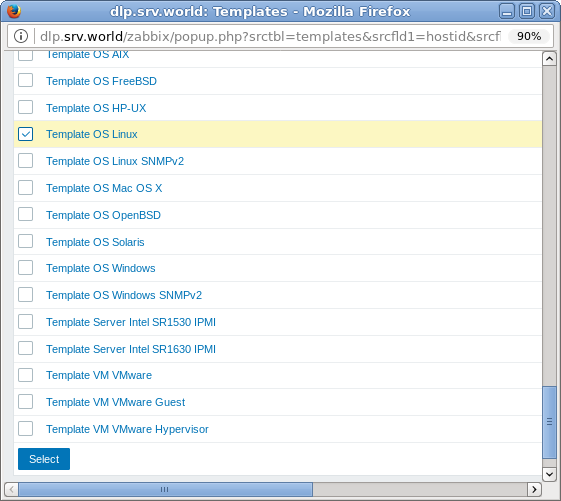 dlp.srv.world: Templates - Mozilla Firefox
dlp.srv.world/zabbix/popup.php?srctbl=templates&srcfld1=hostid&srcfl
90%
Template OS AIX
Template OS FreeBSD
Template OS HP-UX
Template OS Linux
Template OS Linux SNMPv2
Template OS Mac OS X
Template OS OpenBSD
Template OS Solaris
Template OS Windows
Template OS Windows SNMPv2
Template Server Intel SR1530 IPMI
Template Server Intel SR1630 IPMI
Template VM VMware
Template VM VMware Guest
Template VM VMware Hypervisor
Select